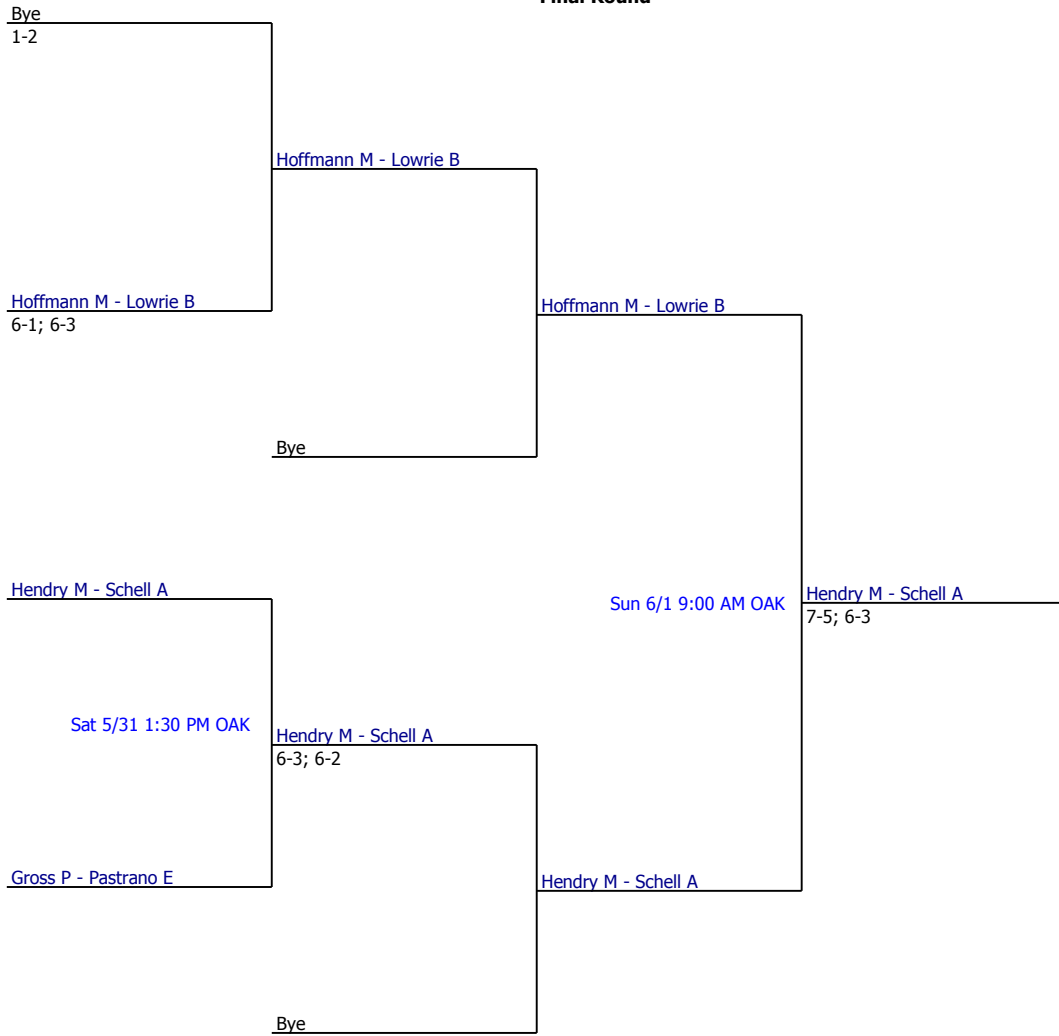 Final Round
Bye
1-2
Hoffmann M - Lowrie B
Hoffmann M - Lowrie B
6-1; 6-3
Hoffmann M - Lowrie B
Bye
Hendry M - Schell A
Sun 6/1 9:00 AM OAK
Hendry M - Schell A
7-5; 6-3
Sat 5/31 1:30 PM OAK
Hendry M - Schell A
6-3; 6-2
Gross P - Pastrano E
Hendry M - Schell A
Bye